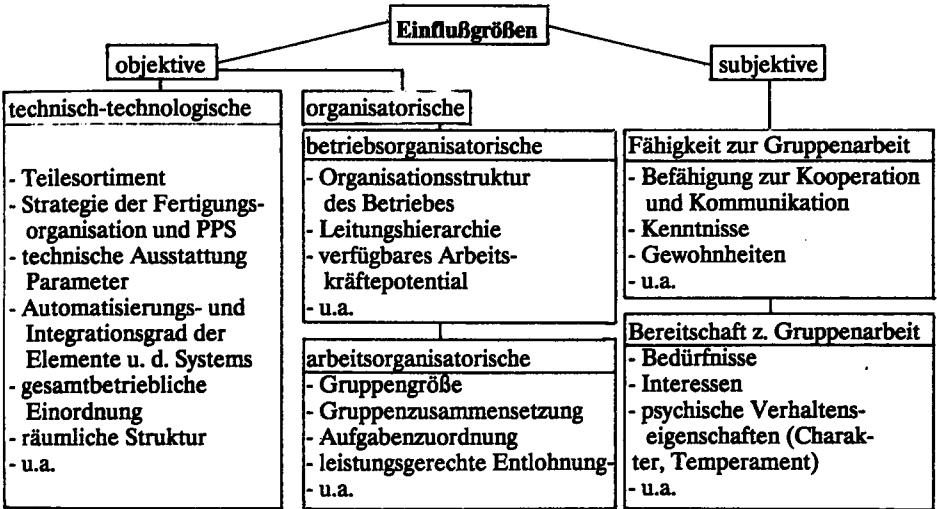 Einflußgrößen
objektive
subjektive
technisch-technologische
- Teilesortiment
- Strategie der Fertigungs-
organisation und PPS
- technische Ausstattung
Parameter
- Automatisierungs- und
Integrationsgrad der
Elemente u. d. Systems
- gesamtbetriebliche
Einordnung
- räumliche Struktur
- u.a.
organisatorische
betriebsorganisatorische
- Organisationsstruktur
des Betriebes
- Leitungshierarchie
- verfügbares Arbeits-
kräftepotential
- u.a.
arbeitsorganisatorische
- Gruppengröße
- Gruppenzusammensetzung
- Aufgabenzuordnung
- leistungsgerechte Entlohnung
- u.a.
Fähigkeit zur Gruppenarbeit
- Befähigung zur Kooperation
und Kommunikation
- Kenntnisse
- Gewohnheiten
- u.a.
Bereitschaft z. Gruppenarbeit
- Bedürfnisse
- Interessen
- psychische Verhaltens-
eigenschaften (Charak-
ter, Temperament)
- u.a.